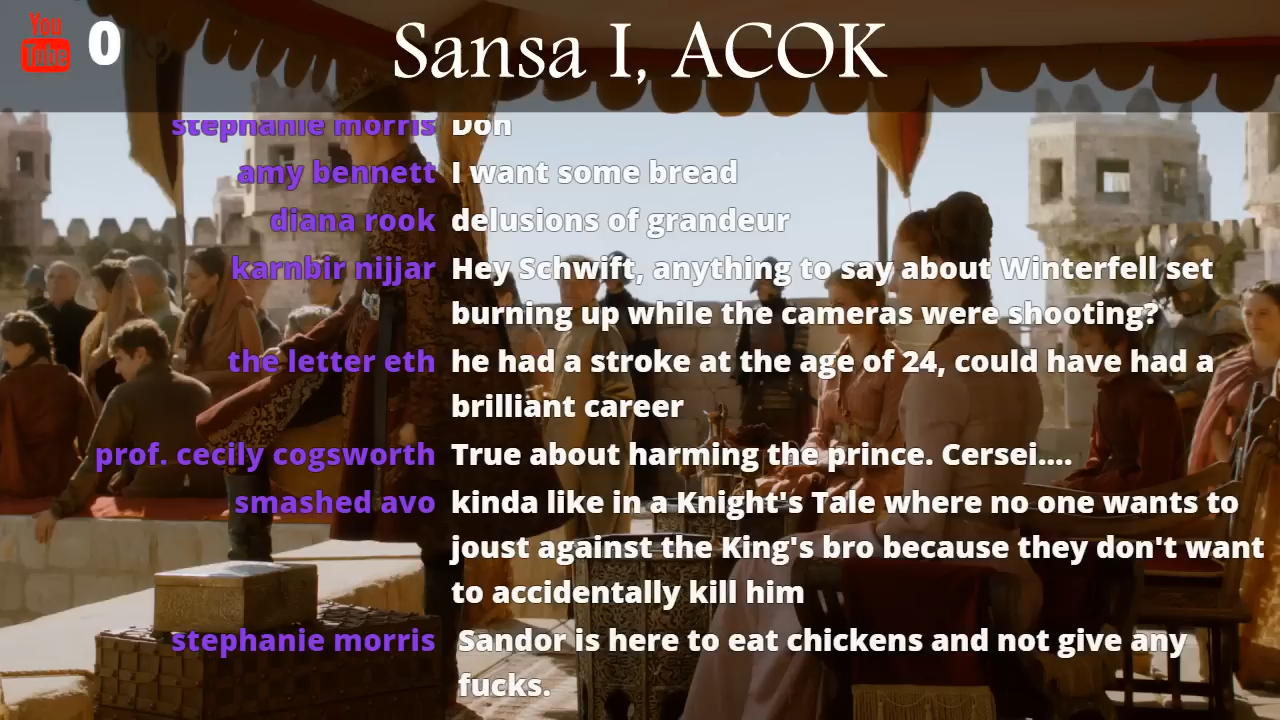 You Tube 0
Sansa I, ACOK
stephanie morris Don
amy bennett I want some bread
diana rook delusions of grandeur
karnbir nijjar Hey Schwift, anything to say about Winterfell set
burning up while the cameras were shooting?
the letter eth he had a stroke at the age of 24, could have had a
brilliant career
prof. cecily cogsworth True about harming the prince. Cersei....
smashed avo kinda like in a Knight's Tale where no one wants to
joust against the King's bro because they don't want
to accidentally kill him
stephanie morris Sandor is here to eat chickens and not give any
fucks.